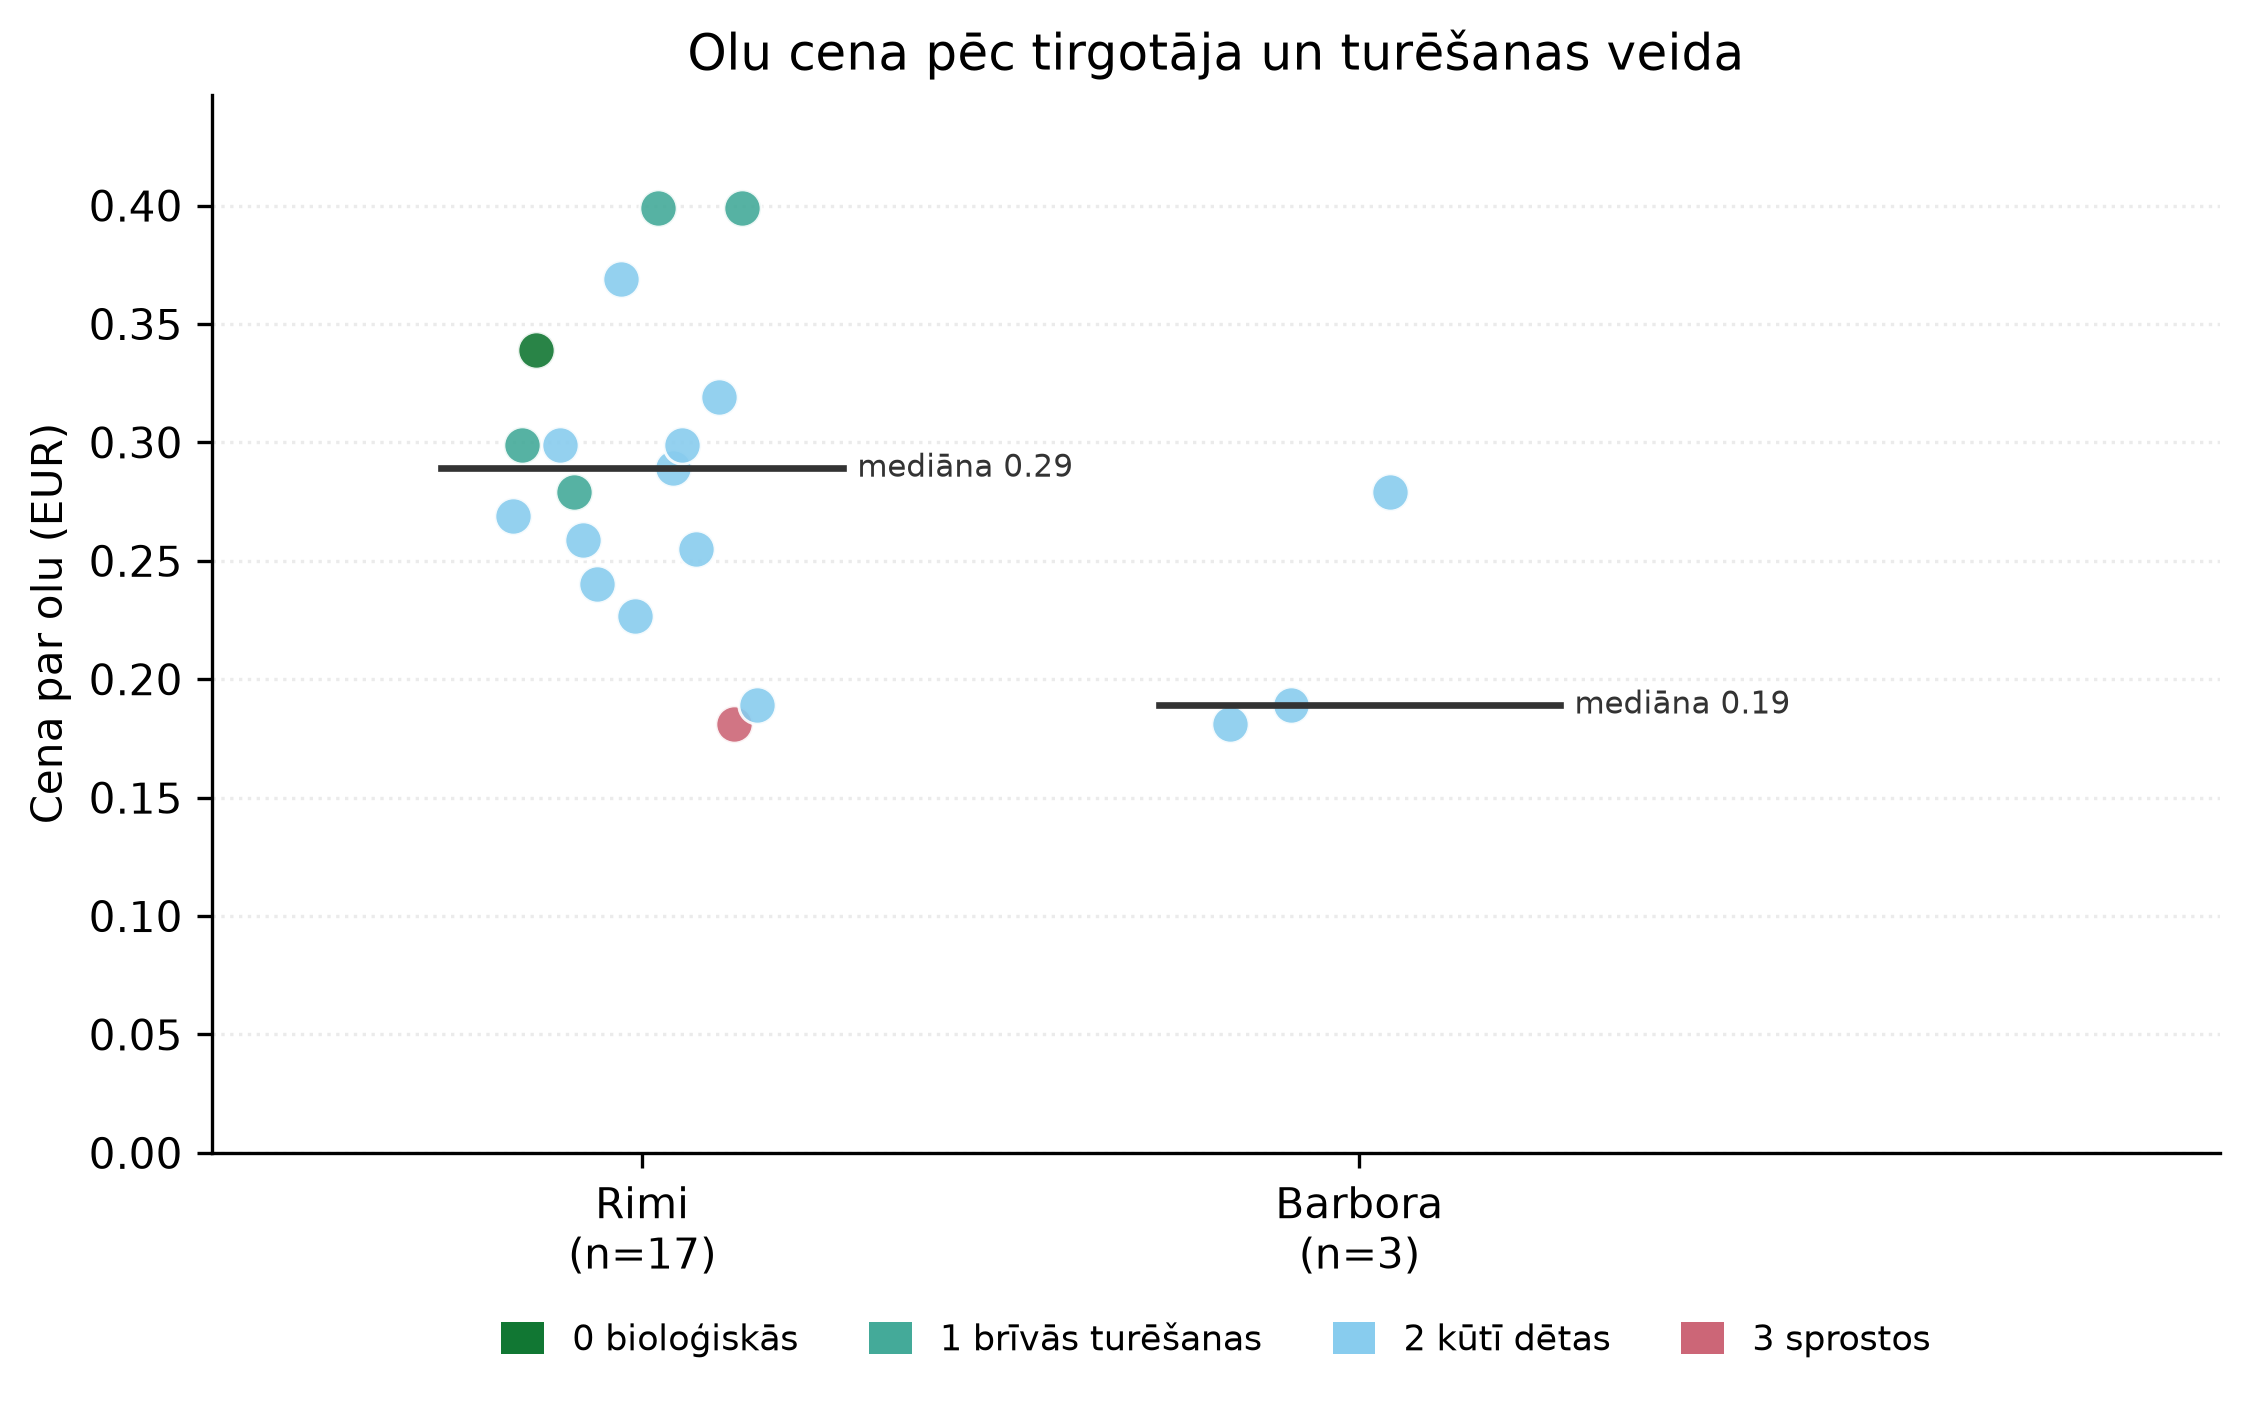 Olu cena pēc tirgotāja un turēšanas veida
Cena par olu (EUR)
0.40
0.35
0.30
0.25
0.20
0.15
0.10
0.05
0.00
mediāna 0.29
mediāna 0.19
Rimi
(n=17)
Barbora
(n=3)
0 bioloģiskās
1 brīvās turēšanas
2 kūtī dētas
3 sprostos